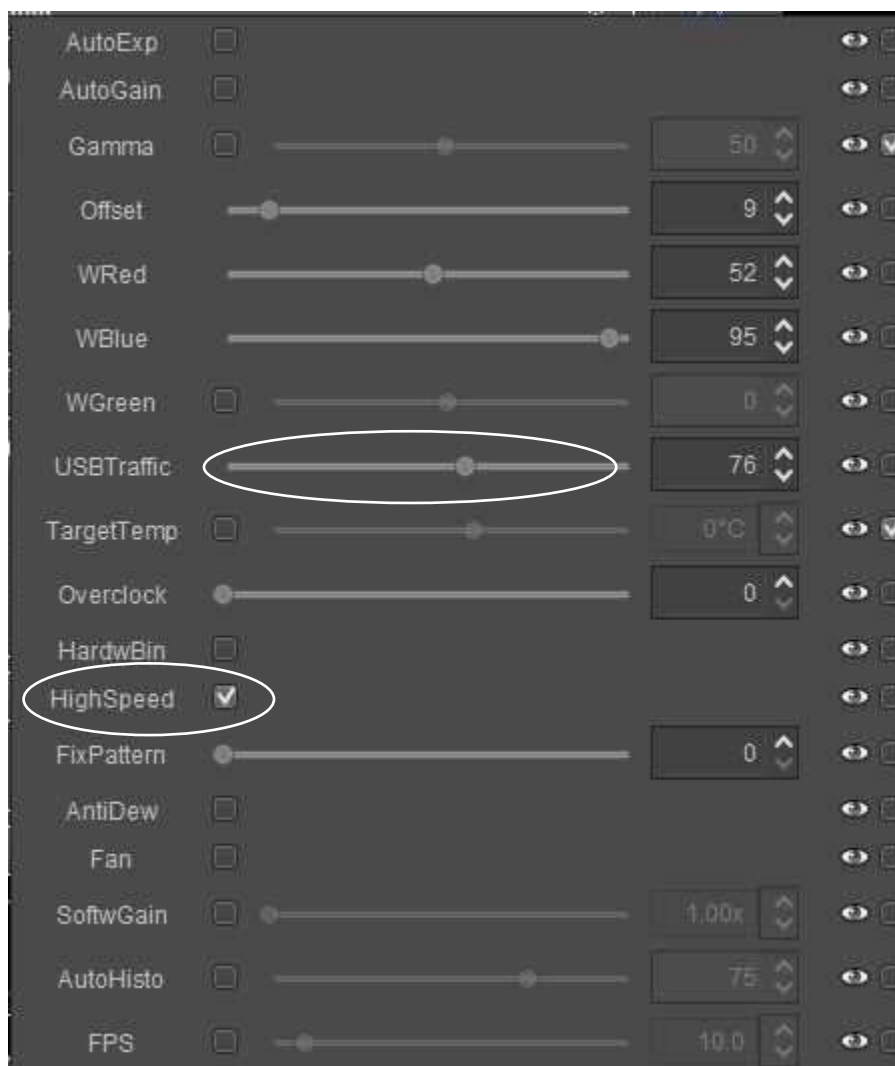 AutoExp
AutoGain
Gamma 50
Offset 9
WRed 52
WBlue 95
WGreen 0
USBTraffic 76
TargetTemp 0°C
Overclock 0
HardwBin
HighSpeed
FixPattern 0
AntiDew
Fan
SoftwGain 1.00x
AutoHisto 75
FPS 10.0